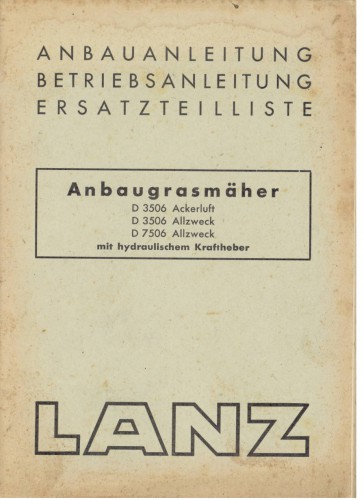 ANBAUANLEITUNG
BETRIEBSANLEITUNG
ERSATZTEILLISTE
Anbaugrasmäher
D 3506 Ackerluft
D 3506 Allzweck
D 7506 Allzweck
mit hydraulischem Kraftheber
LANZ